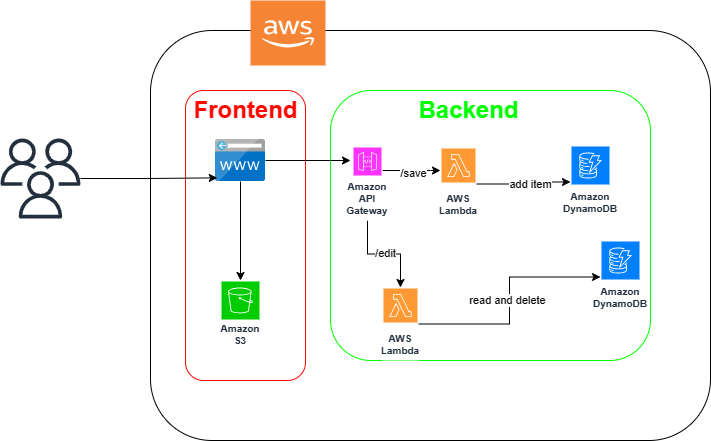 aws
Frontend
Backend
www
/save
add item
Amazon
API
Gateway
AWS
Lambda
Amazon
DynamoDB
/edit
read and delete
Amazon
DynamoDB
Amazon
S3
AWS
Lambda